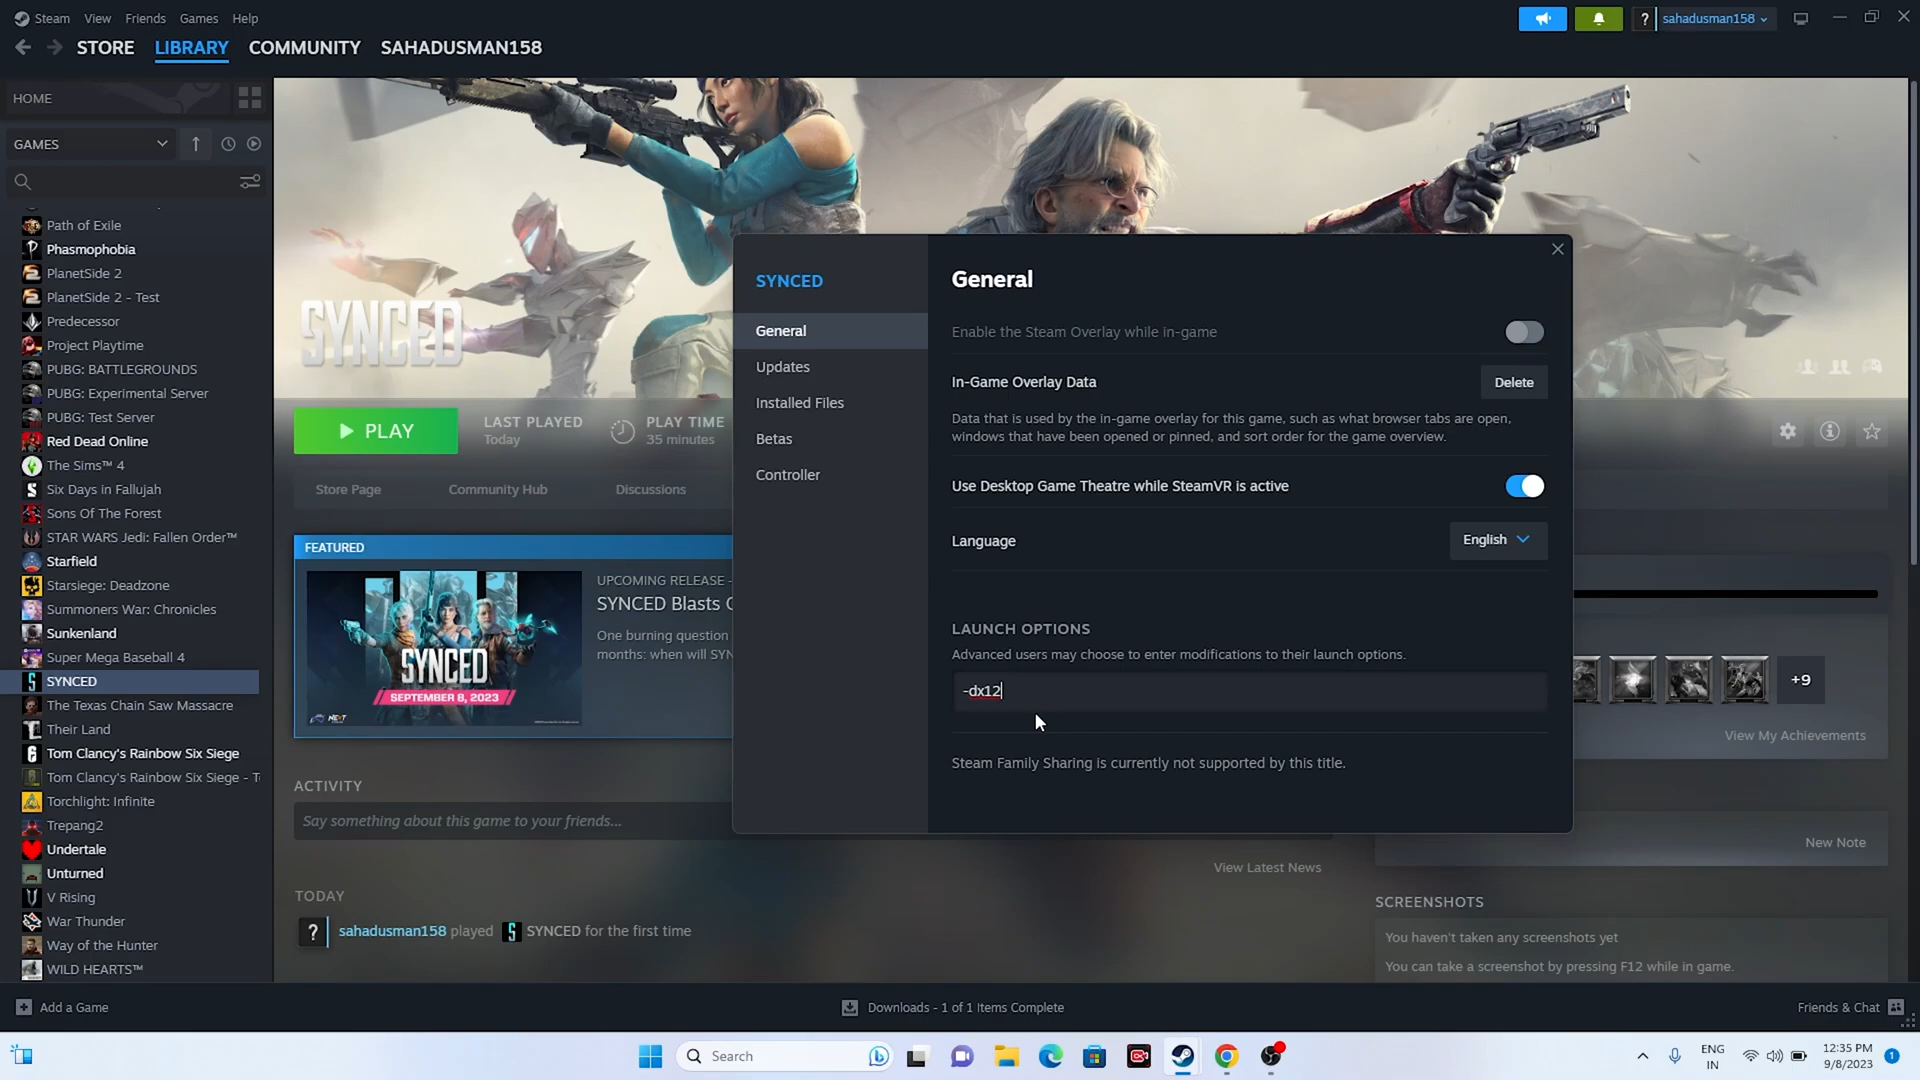 Steam View Friends Games Help
? sahadusman158
STORE LIBRARY COMMUNITY SAHADUSMAN158
HOME
GAMES
Path of Exile
Phasmophobia
PlanetSide 2
PlanetSide 2 - Test
Predecessor
Project Playtime
PUBG: BATTLEGROUNDS
PUBG: Experimental Server
PUBG: Test Server
Red Dead Online
The Sims™ 4
Six Days in Fallujah
Sons Of The Forest
STAR WARS Jedi: Fallen Order™
Starfield
Starsiege: Deadzone
Summoners War: Chronicles
Sunkenland
Super Mega Baseball 4
SYNCED
The Texas Chain Saw Massacre
Their Land
Tom Clancy's Rainbow Six Siege
Tom Clancy's Rainbow Six Siege - T
Torchlight: Infinite
Trepang2
Undertale
Unturned
V Rising
War Thunder
Way of the Hunter
WILD HEARTS™
SYNCED
PLAY
LAST PLAYED
Today
PLAY TIME
35 minutes
Store Page Community Hub Discussions
FEATURED
SYNCED
SEPTEMBER 8, 2023
NEXT
UPCOMING RELEASE -
SYNCED Blasts
One burning question
months: when will SYN
ACTIVITY
Say something about this game to your friends...
View Latest News
TODAY
? sahadusman158 played SYNCED for the first time
SYNCED
General
Updates
Installed Files
Betas
Controller
General
Enable the Steam Overlay while in-game
In-Game Overlay Data
Delete
Data that is used by the in-game overlay for this game, such as what browser tabs are open,
windows that have been opened or pinned, and sort order for the game overview.
Use Desktop Game Theatre while SteamVR is active
Language
English
LAUNCH OPTIONS
Advanced users may choose to enter modifications to their launch options.
-dx12
Steam Family Sharing is currently not supported by this title.
+9
View My Achievements
New Note
SCREENSHOTS
You haven't taken any screenshots yet
You can take a screenshot by pressing F12 while in game.
Add a Game
Downloads - 1 of 1 Items Complete
Friends & Chat
Search
ENG
IN
12:35 PM
9/8/2023
1